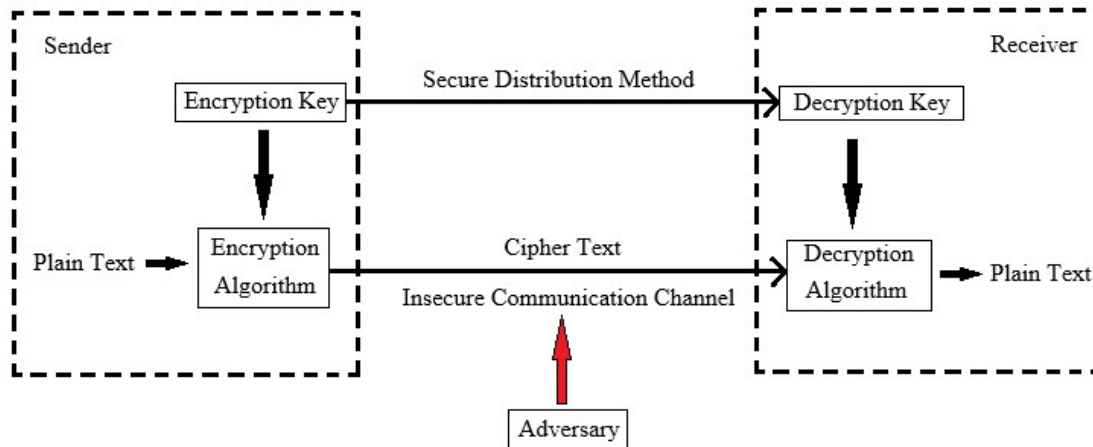 Sender
Receiver
Secure Distribution Method
Encryption Key
Decryption Key
Plain Text
Encryption
Algorithm
Cipher Text
Insecure Communication Channel
Decryption
Algorithm
Plain Text
Adversary